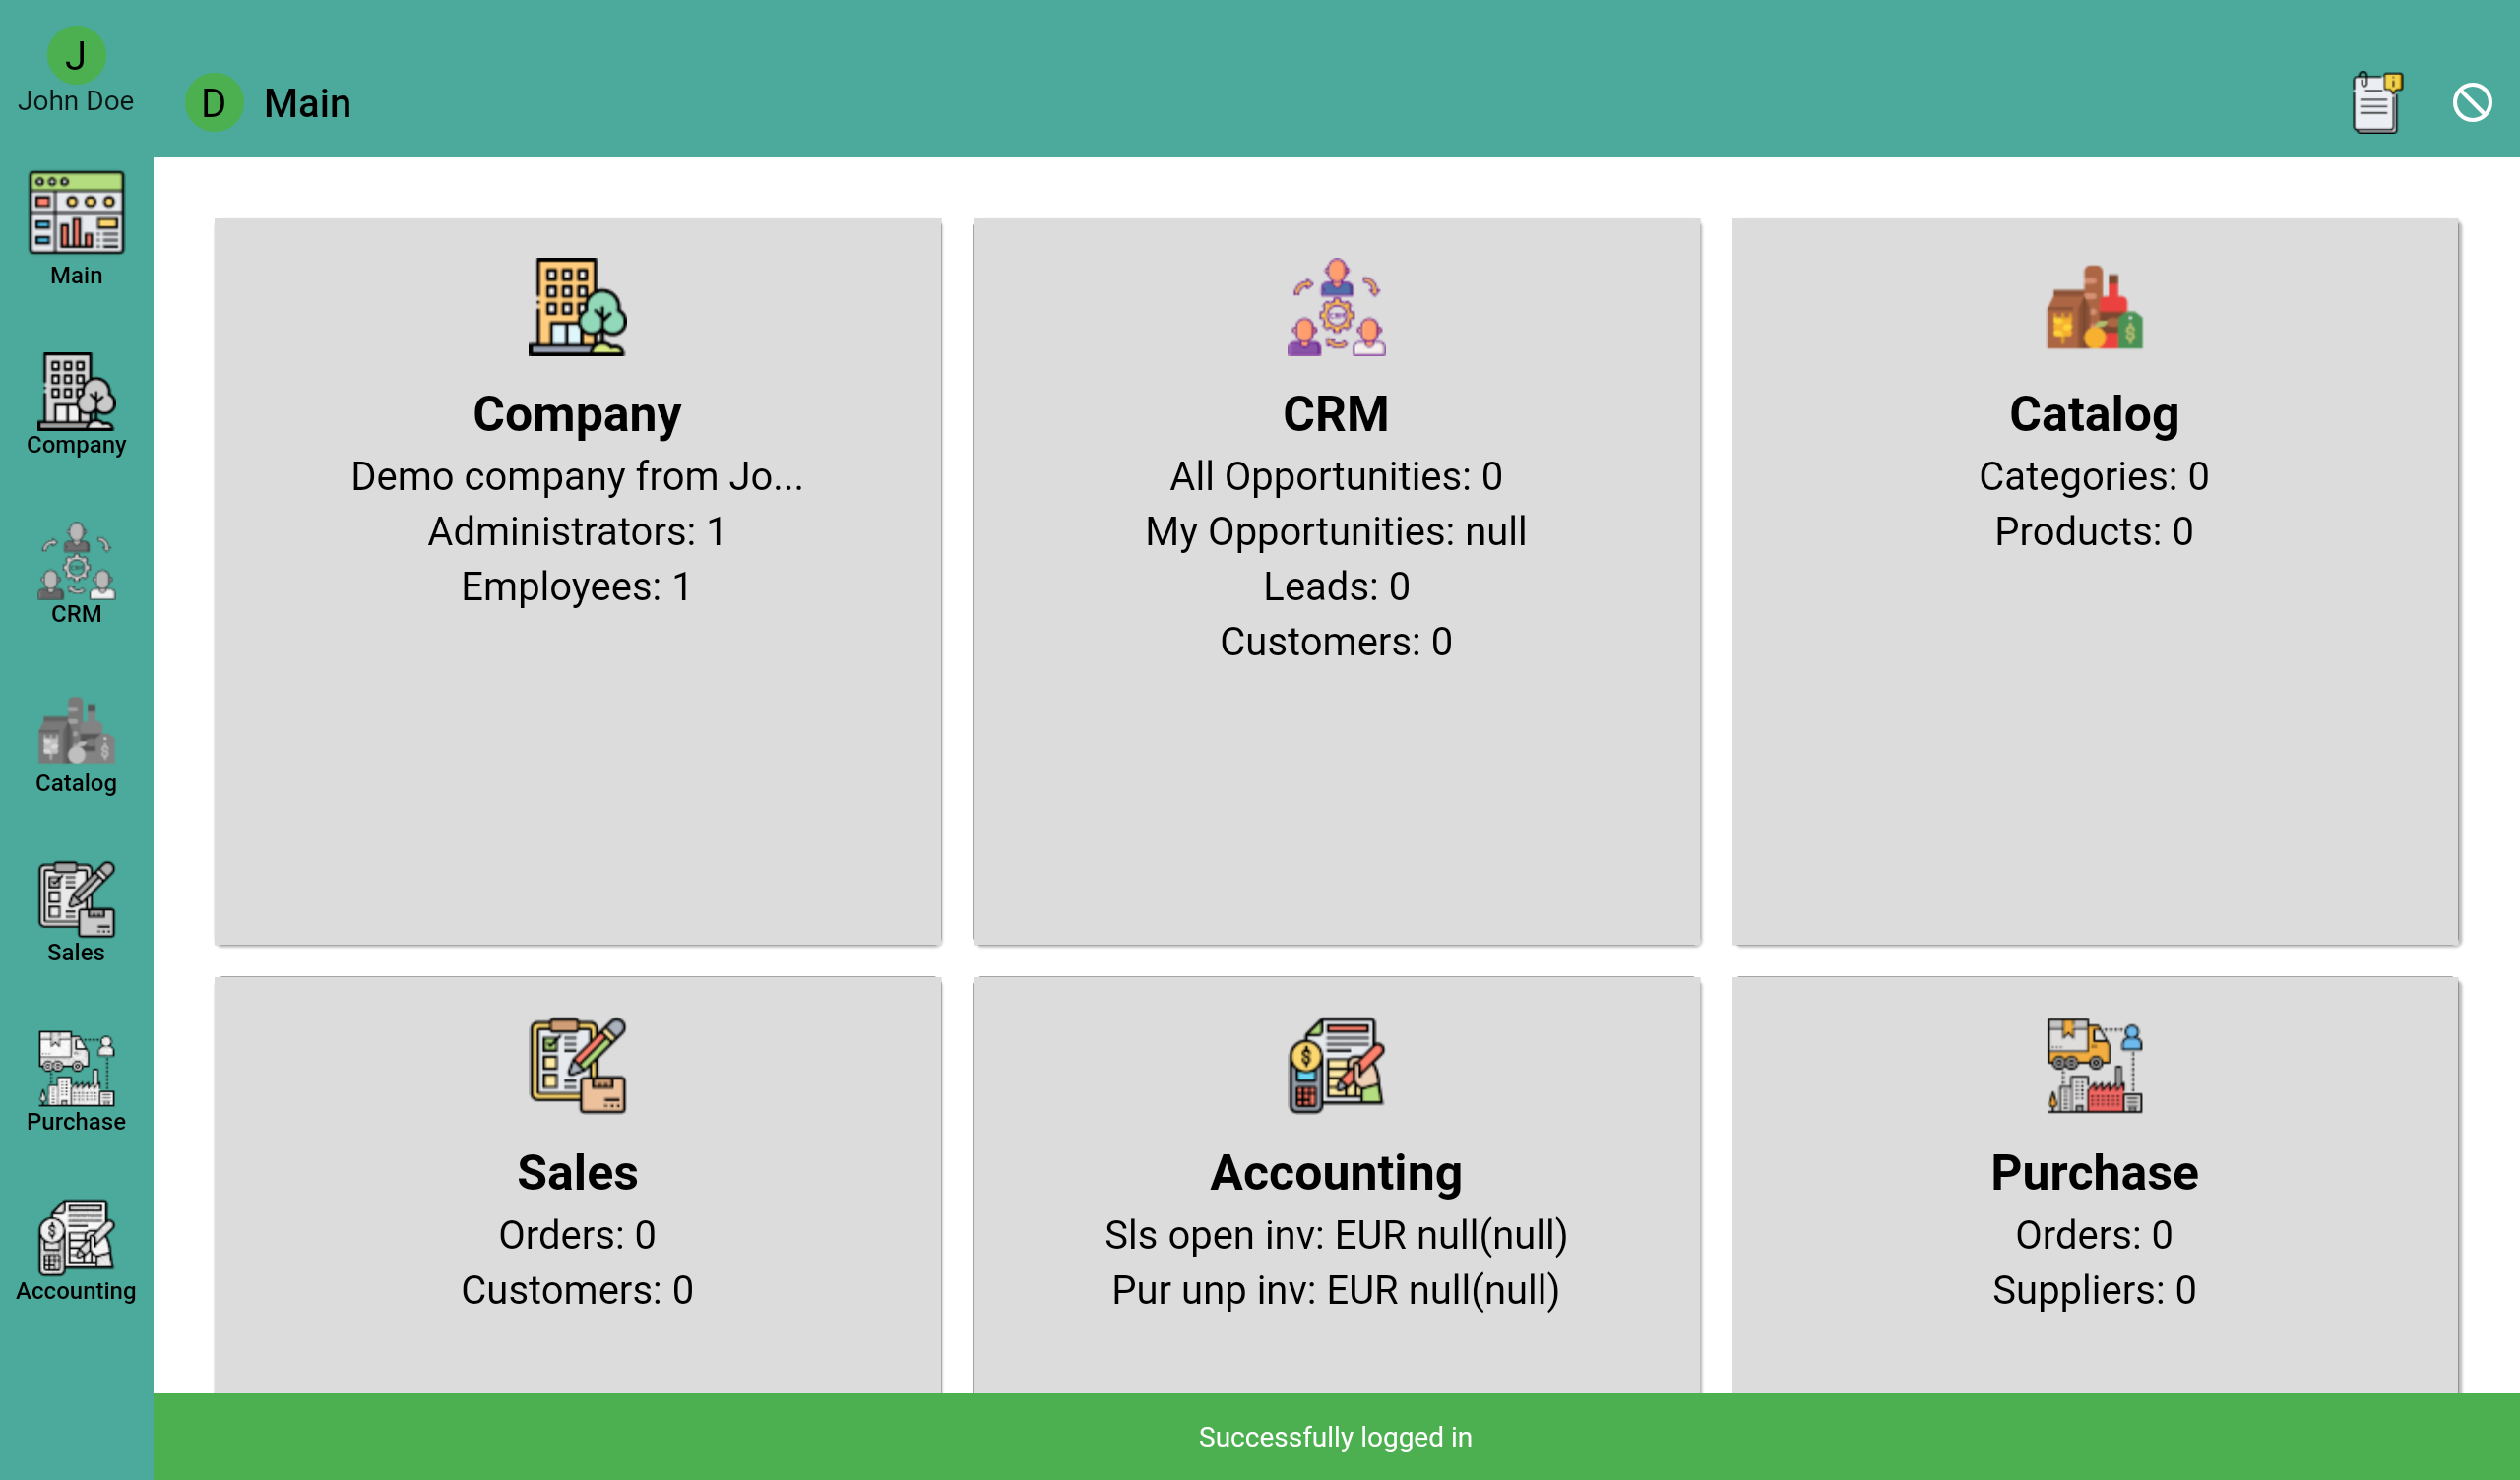 J
John Doe
D
Main
Main
Company
CRM
Catalog
Sales
Purchase
Accounting
Company
Demo company from Jo...
Administrators: 1
Employees: 1
CRM
All Opportunities: 0
My Opportunities: null
Leads: 0
Customers: 0
Catalog
Categories: 0
Products: 0
Sales
Orders: 0
Customers: 0
Accounting
Sls open inv: EUR null(null)
Pur unp inv: EUR null(null)
Purchase
Orders: 0
Suppliers: 0
Successfully logged in